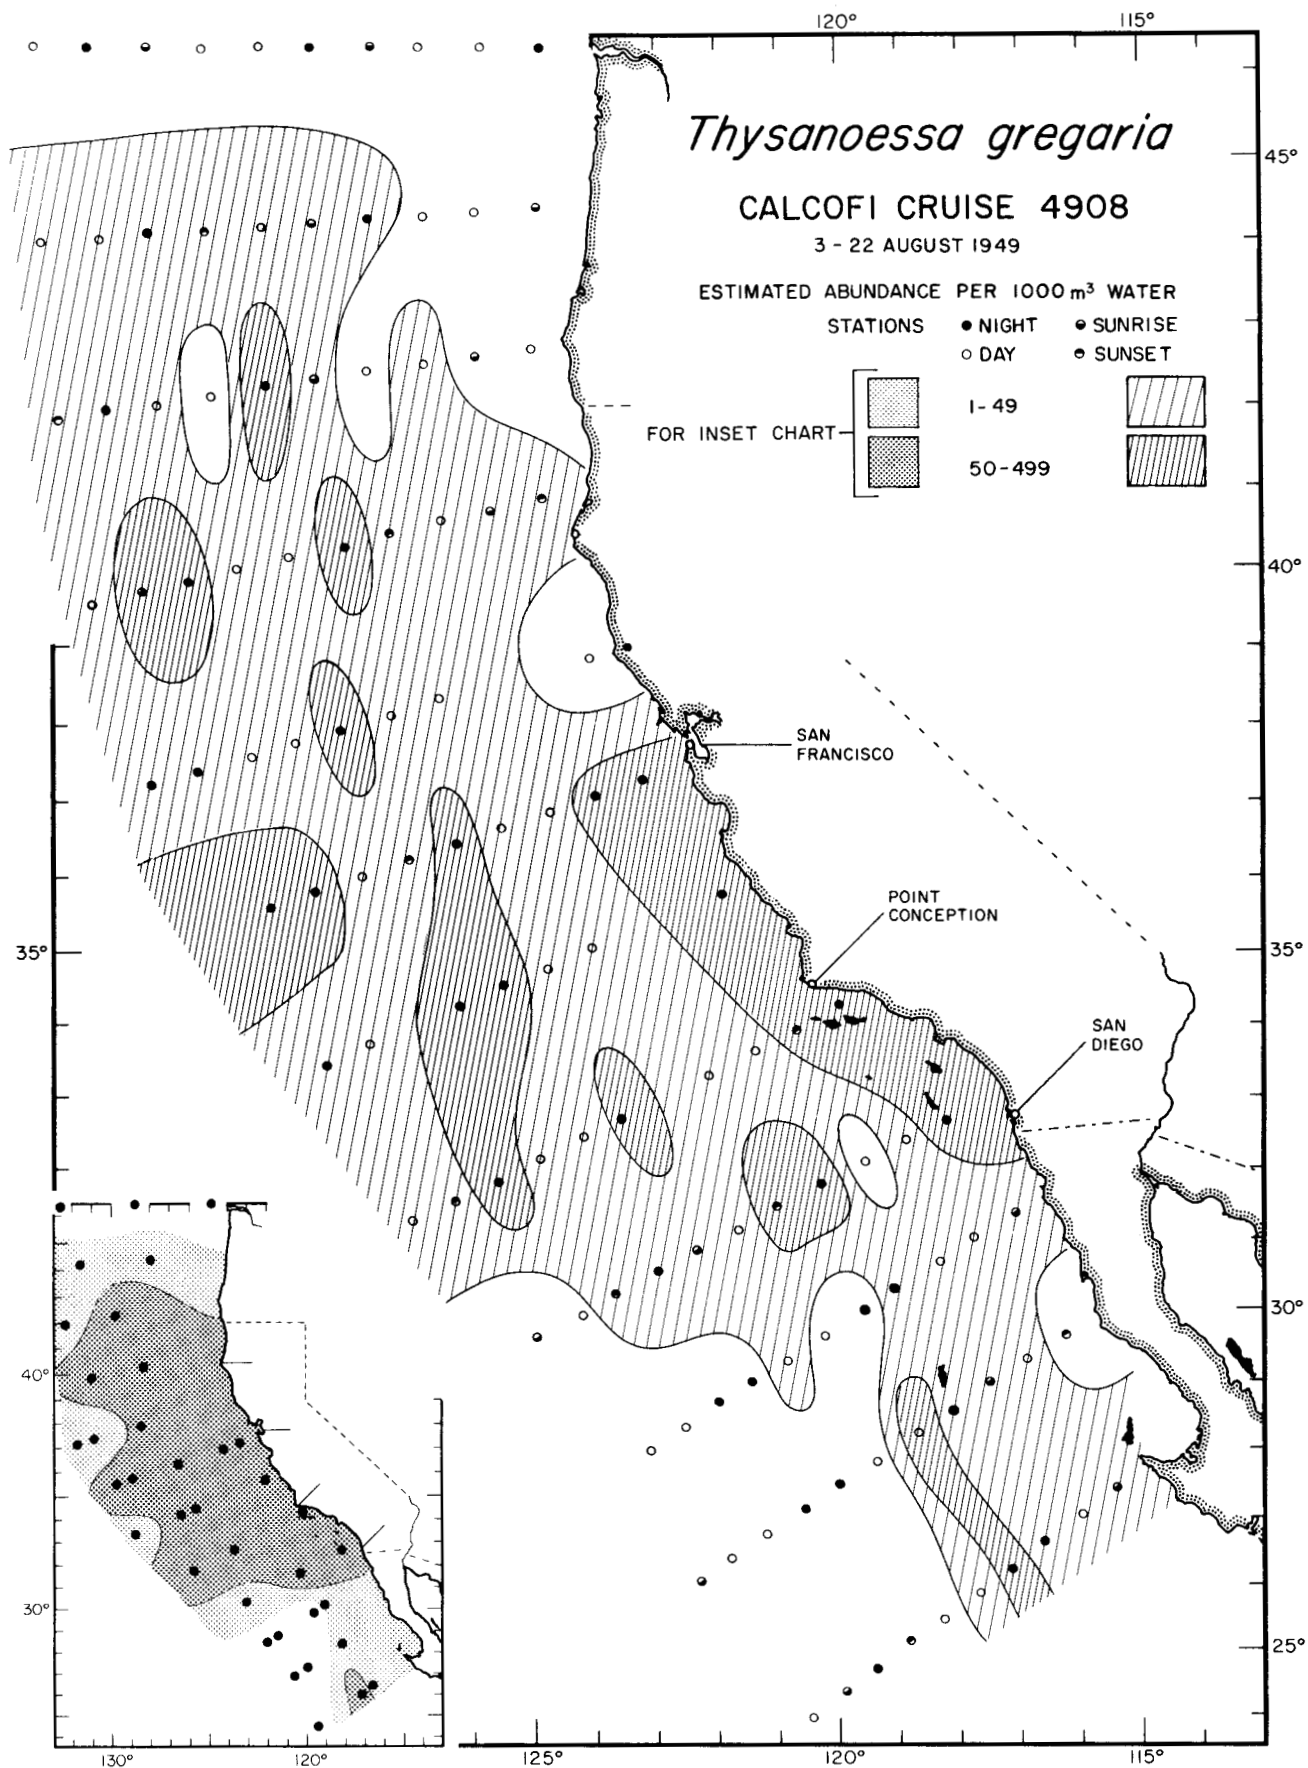 120° 115°
Thysanoessa gregaria
45°
CALCOFI CRUISE 4908
3-22 AUGUST 1949
ESTIMATED ABUNDANCE PER 1000 m³ WATER
STATIONS ● NIGHT SUNRISE
○ DAY SUNSET
1-49
FOR INSET CHART
50-499
40°
SAN
FRANCISCO
POINT
CONCEPTION
35° 35°
SAN
DIEGO
30°
40°
30°
25°
130° 120° 125° 120° 115°